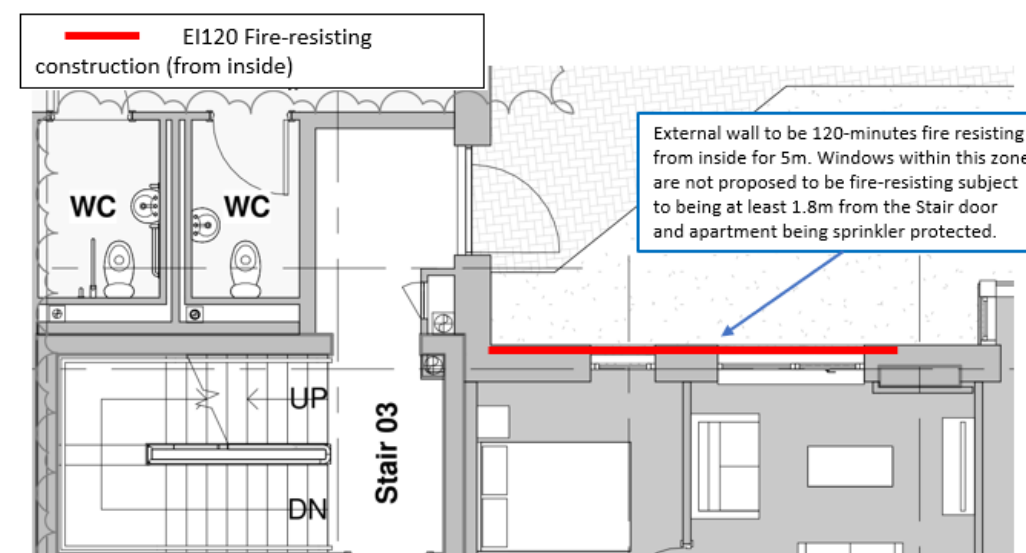 EI120 Fire-resisting
construction (from inside)
External wall to be 120-minutes fire resisting
from inside for 5m. Windows within this zone
are not proposed to be fire-resisting subject
to being at least 1.8m from the Stair door
and apartment being sprinkler protected.
WC
WC
UP
Stair 03
DN